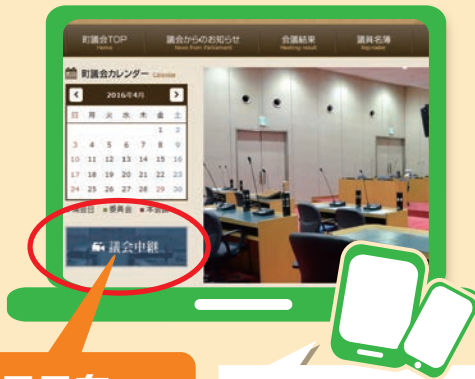 町議会TOP
Home
議会からのお知らせ
News from Parliament
会議結果
Meeting result
議員名簿
町議会カレンダー Calendar
2016年4月
日 月 火 水 木 金 土
1 2
3 4 5 6 7 8 9
10 11 12 13 14 15 16
17 18 19 20 21 22 23
24 25 26 27 28 29 30
委員会
議会中継